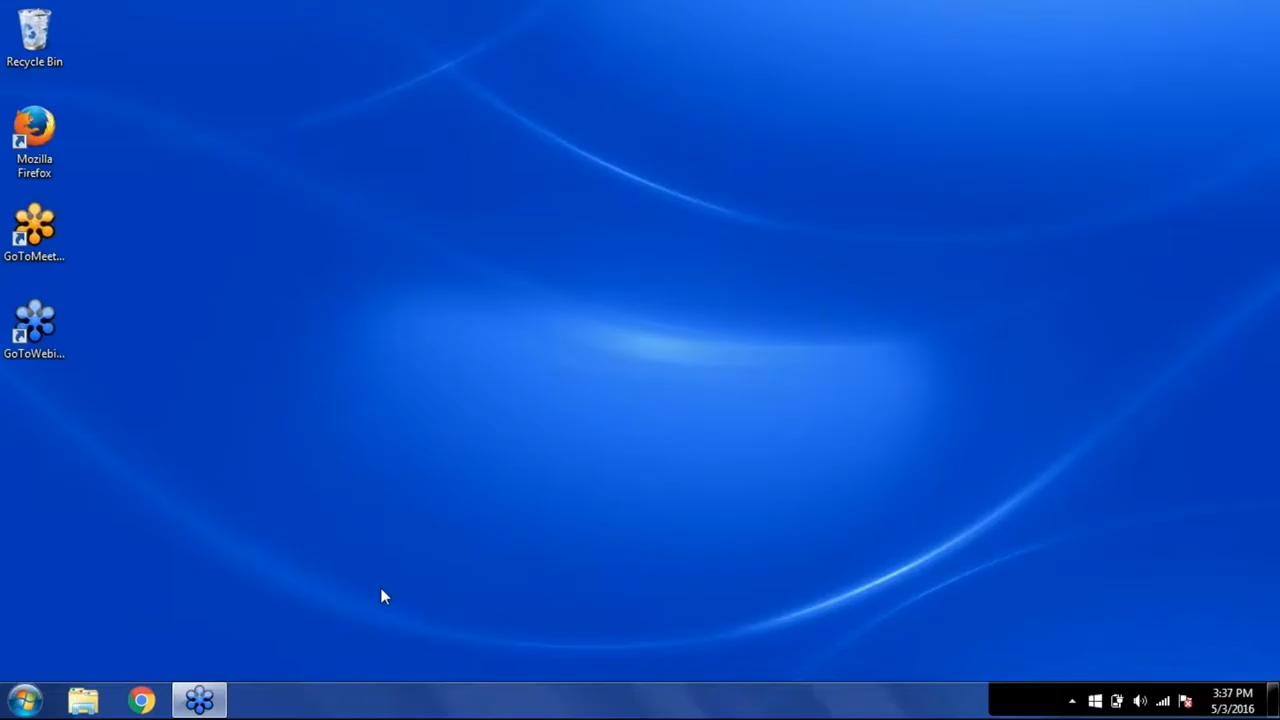 Recycle Bin
Mozilla
Firefox
GoToMeet...
GoToWebi...
3:37 PM
5/3/2016